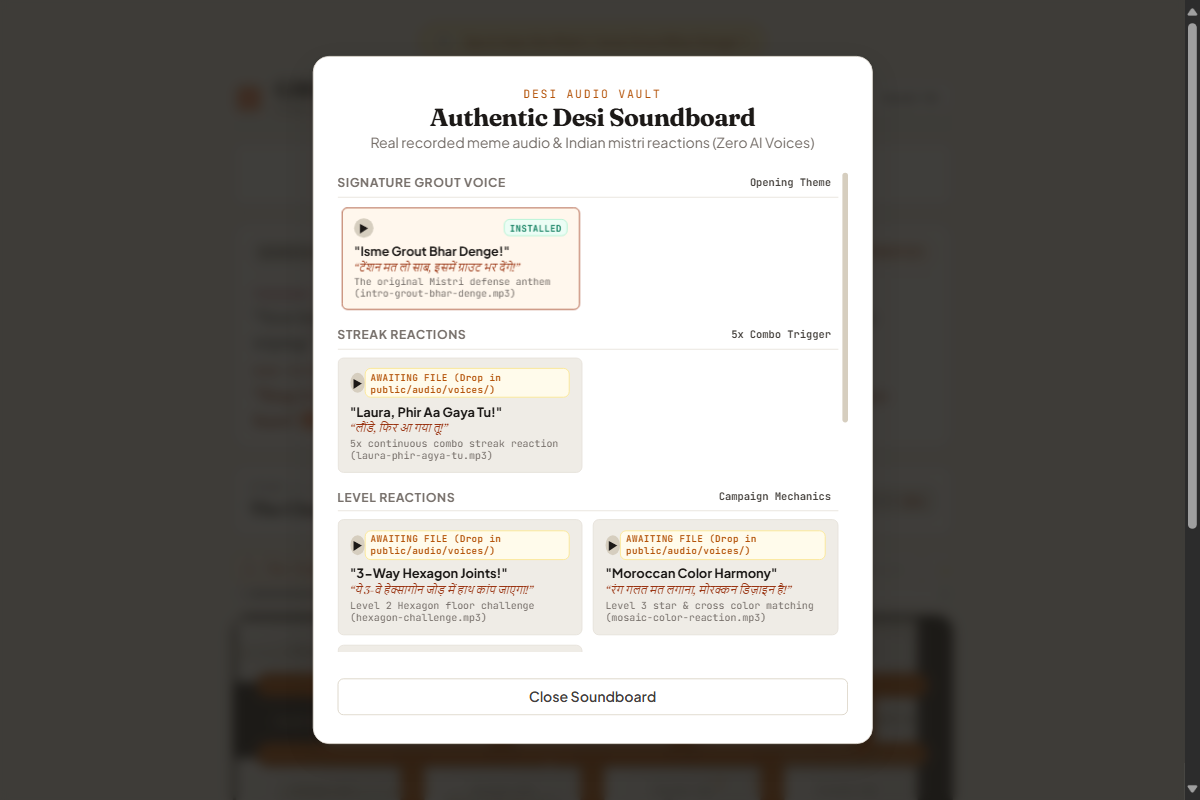 DESI AUDIO VAULT
Authentic Desi Soundboard
Real recorded meme audio & Indian mistri reactions (Zero AI Voices)
SIGNATURE GROUT VOICE
Opening Theme
INSTALLED
"Isme Grout Bhar Denge!"
“टेंशन मत लो साब, इसमें ग्राउट भर देंगे!”
The original Mistri defense anthem
(intro-grout-bhar-denge.mp3)
STREAK REACTIONS
5x Combo Trigger
AWAITING FILE (Drop in
public/audio/voices/)
"Laura, Phir Aa Gaya Tu!"
“लौंडे, फिर आ गया तू!”
5x continuous combo streak reaction
(laura-phir-agya-tu.mp3)
LEVEL REACTIONS
Campaign Mechanics
AWAITING FILE (Drop in
public/audio/voices/)
"3-Way Hexagon Joints!"
“ये 3-वे हेक्सागोन जोड़ में हाथ कांप जाएगा!”
Level 2 Hexagon floor challenge
(hexagon-challenge.mp3)
AWAITING FILE (Drop in
public/audio/voices/)
"Moroccan Color Harmony"
“रंग गलत मत लगाना, मोरक्कन डिज़ाइन है!”
Level 3 star & cross color matching
(mosaic-color-reaction.mp3)
Close Soundboard